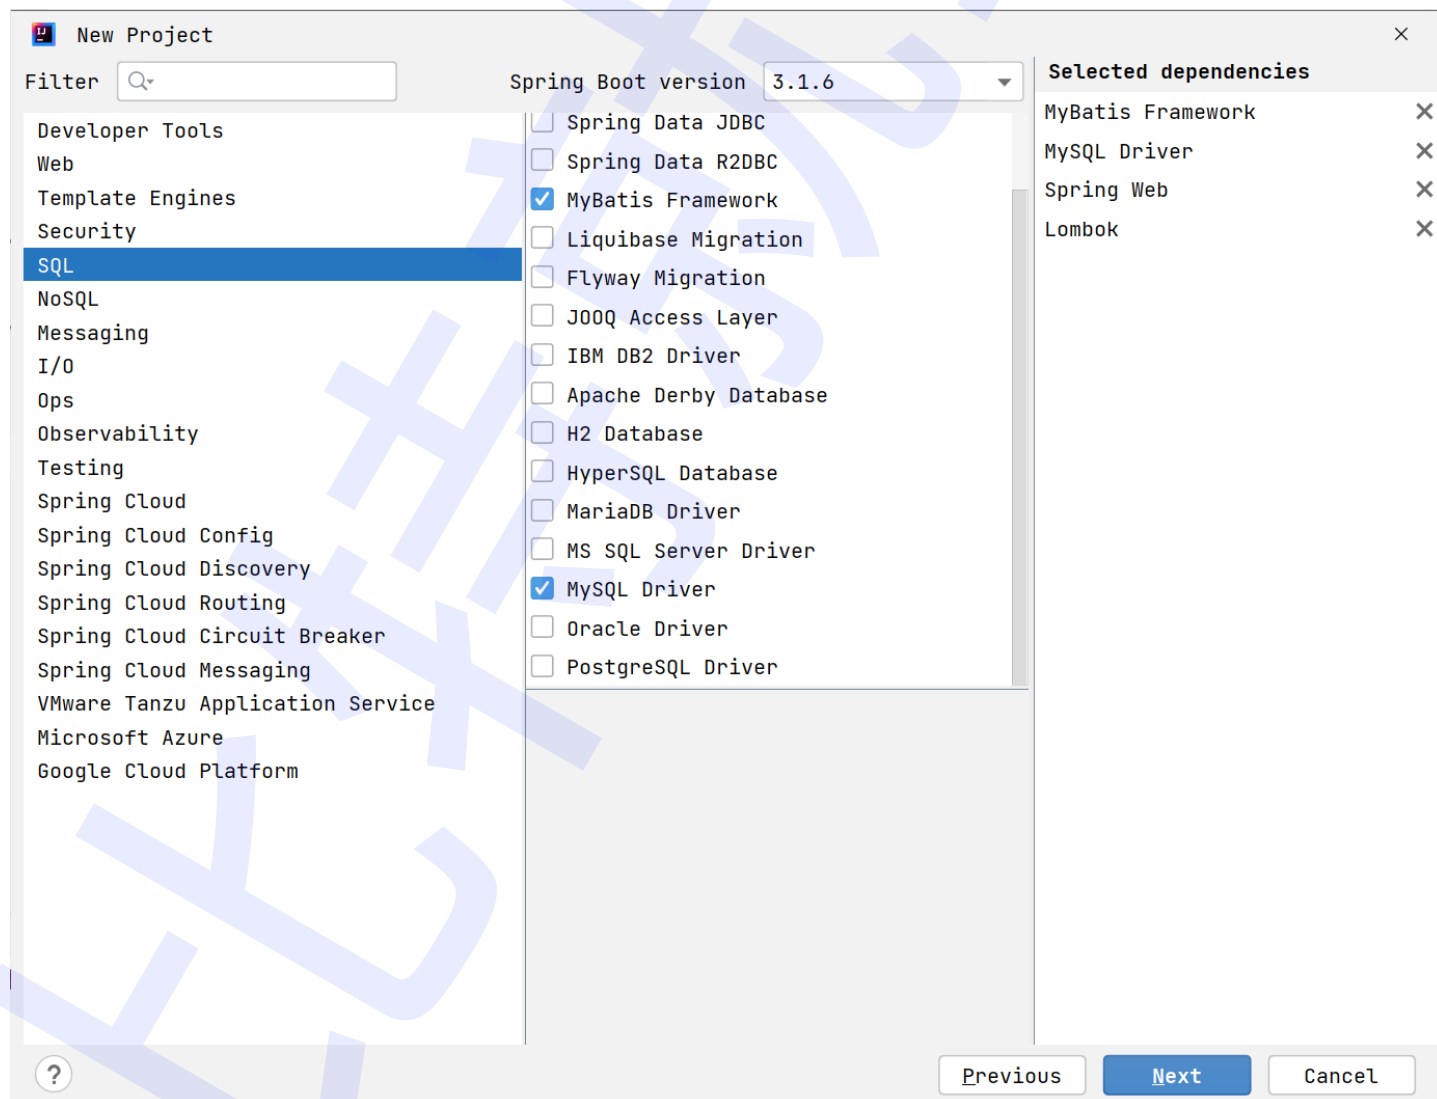 New Project
Filter
Spring Boot version 3.1.6
Developer Tools
Web
Template Engines
Security
SQL
NoSQL
Messaging
I/O
Ops
Observability
Testing
Spring Cloud
Spring Cloud Config
Spring Cloud Discovery
Spring Cloud Routing
Spring Cloud Circuit Breaker
Spring Cloud Messaging
VMware Tanzu Application Service
Microsoft Azure
Google Cloud Platform
Spring Data JDBC
Spring Data R2DBC
MyBatis Framework
Liquibase Migration
Flyway Migration
JOOQ Access Layer
IBM DB2 Driver
Apache Derby Database
H2 Database
HyperSQL Database
MariaDB Driver
MS SQL Server Driver
MySQL Driver
Oracle Driver
PostgreSQL Driver
Selected dependencies
MyBatis Framework
MySQL Driver
Spring Web
Lombok
?
Previous
Next
Cancel
比特就